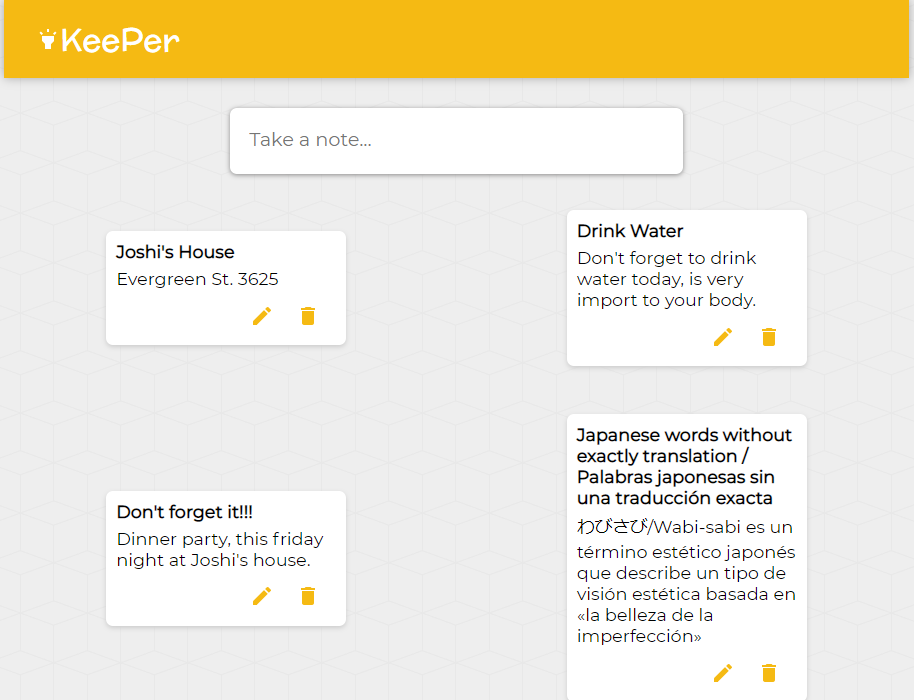 KeePer
Take a note...
Joshi's House
Evergreen St. 3625
Drink Water
Don't forget to drink
water today, is very
import to your body.
Don't forget it!!!
Dinner party, this friday
night at Joshi's house.
Japanese words without
exactly translation /
Palabras japonesas sin
una traducción exacta
わびさび/Wabi-sabi es un
término estético japonés
que describe un tipo de
visión estética basada en
«la belleza de la
imperfección»